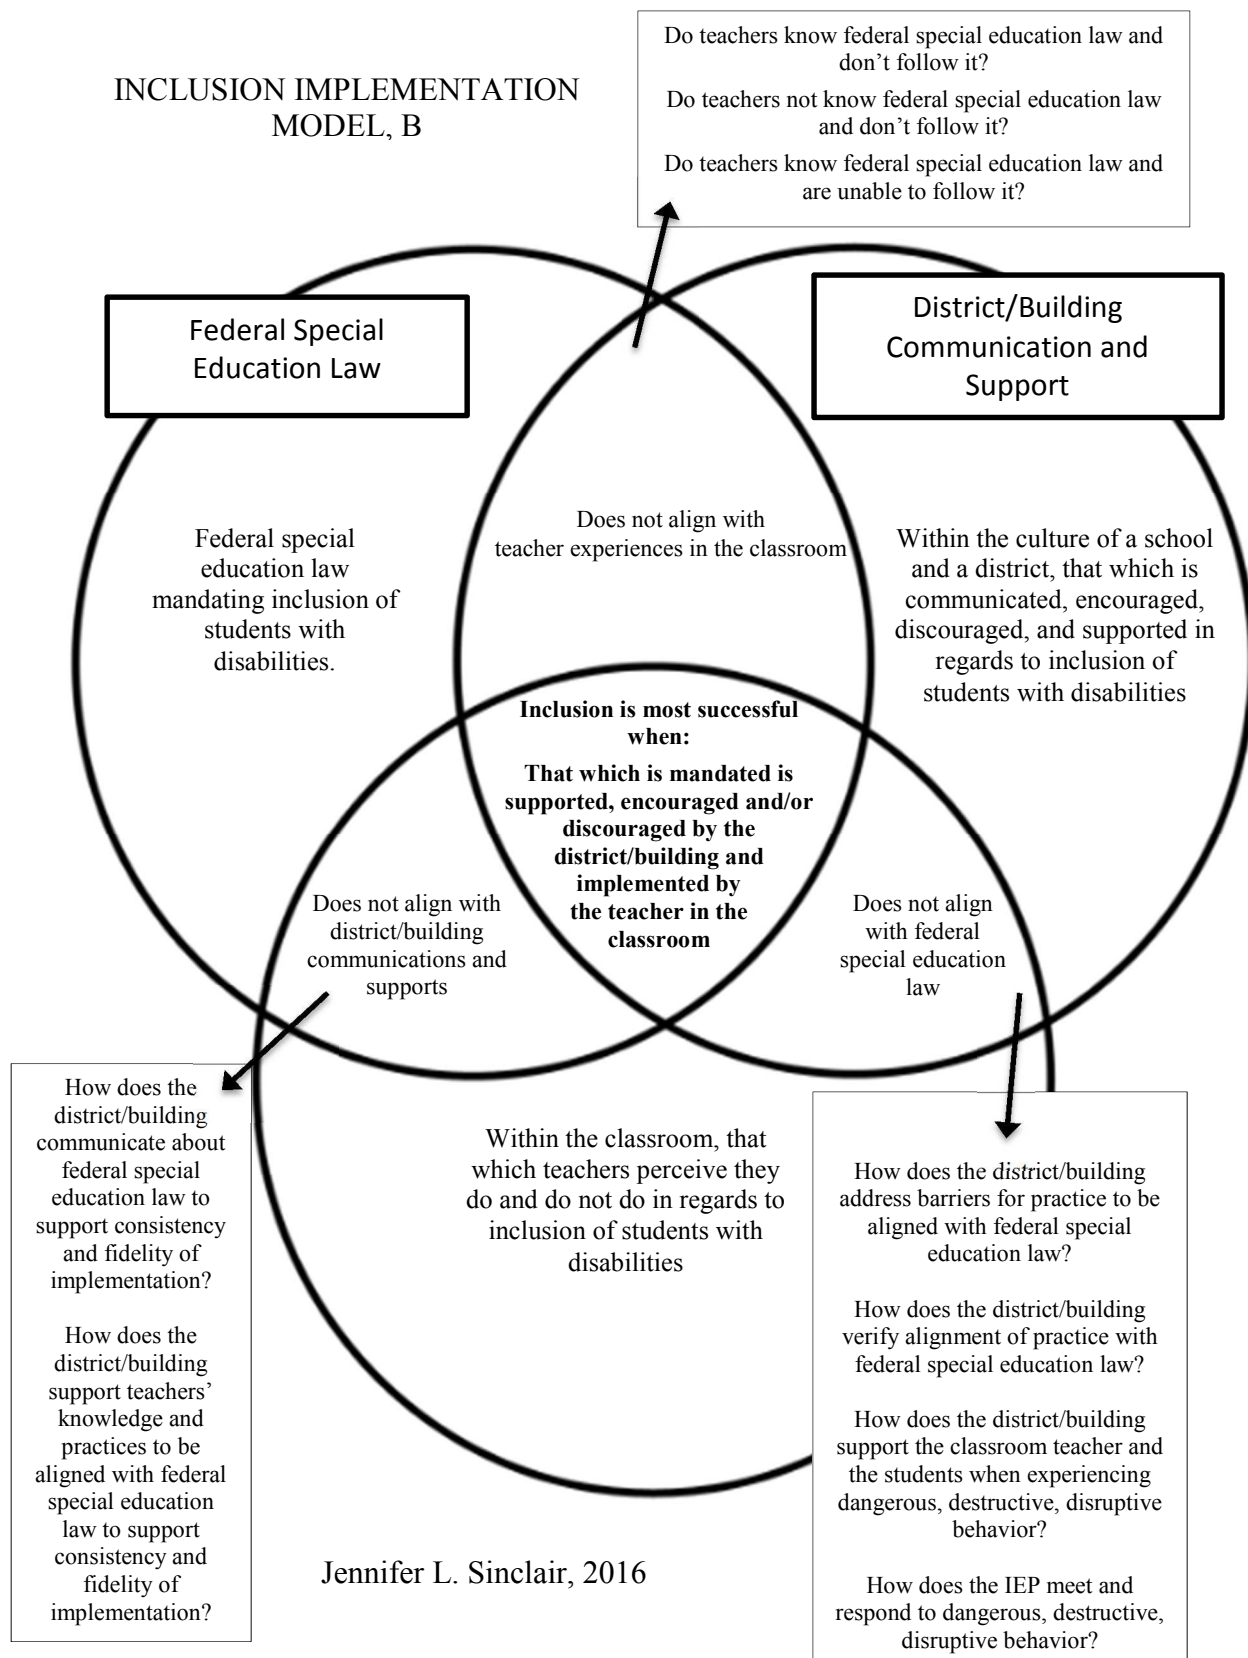 INCLUSION IMPLEMENTATION
MODEL, B
Do teachers know federal special education law and
don’t follow it?
Do teachers not know federal special education law
and don’t follow it?
Do teachers know federal special education law and
are unable to follow it?
Federal Special
Education Law
District/Building
Communication and
Support
Federal special
education law
mandating inclusion of
students with
disabilities.
Does not align with
teacher experiences in the classroom
Within the culture of a school
and a district, that which is
communicated, encouraged,
discouraged, and supported in
regards to inclusion of
students with disabilities
Inclusion is most successful
when:
That which is mandated is
supported, encouraged and/or
discouraged by the
district/building and
implemented by
the teacher in the
classroom
Does not align with
district/building
communications and
supports
Does not align
with federal
special education
law
How does the
district/building
communicate about
federal special
education law to
support consistency
and fidelity of
implementation?
How does the
district/building
support teachers’
knowledge and
practices to be
aligned with federal
special education
law to support
consistency and
fidelity of
implementation?
Within the classroom, that
which teachers perceive they
do and do not do in regards to
inclusion of students with
disabilities
How does the district/building
address barriers for practice to be
aligned with federal special
education law?
How does the district/building
verify alignment of practice with
federal special education law?
How does the district/building
support the classroom teacher and
the students when experiencing
dangerous, destructive, disruptive
behavior?
How does the IEP meet and
respond to dangerous, destructive,
disruptive behavior?
Jennifer L. Sinclair, 2016